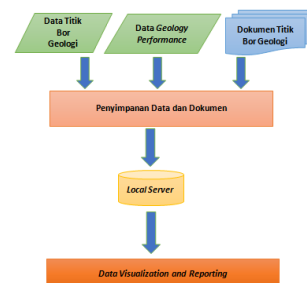 Data Titik
Bor
Geologi
Data Geology
Performance
Dokumen Titik
Bor Geologi
Penyimpanan Data dan Dokumen
Local Server
Data Visualization and Reporting